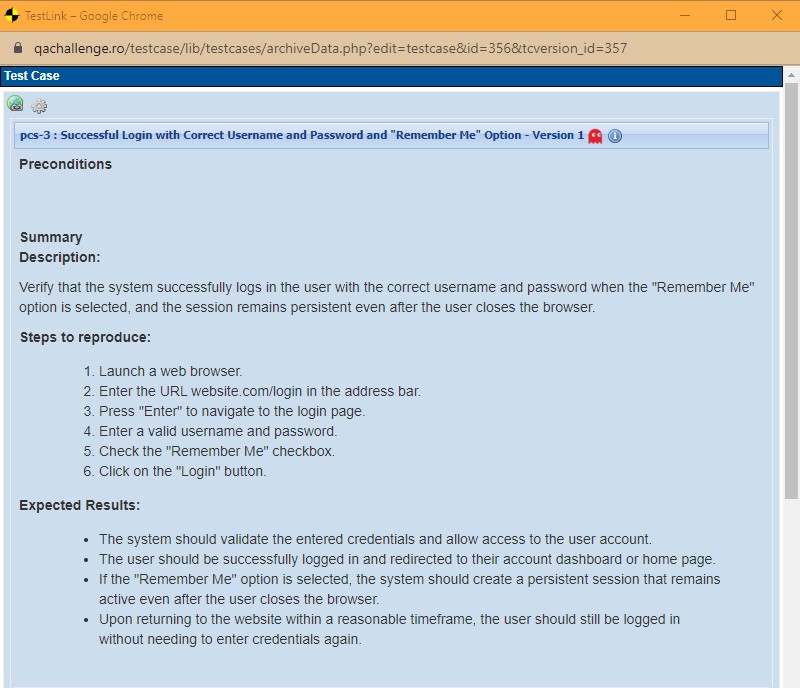 TestLink – Google Chrome
qachallenge.ro/testcase/lib/testcases/archiveData.php?edit=testcase&id=356&tcversion_id=357
Test Case
pcs-3 : Successful Login with Correct Username and Password and "Remember Me" Option - Version 1
Preconditions
Summary
Description:
Verify that the system successfully logs in the user with the correct username and password when the "Remember Me"
option is selected, and the session remains persistent even after the user closes the browser.
Steps to reproduce:
1. Launch a web browser.
2. Enter the URL website.com/login in the address bar.
3. Press "Enter" to navigate to the login page.
4. Enter a valid username and password.
5. Check the "Remember Me" checkbox.
6. Click on the "Login" button.
Expected Results:
• The system should validate the entered credentials and allow access to the user account.
• The user should be successfully logged in and redirected to their account dashboard or home page.
• If the "Remember Me" option is selected, the system should create a persistent session that remains
active even after the user closes the browser.
• Upon returning to the website within a reasonable timeframe, the user should still be logged in
without needing to enter credentials again.